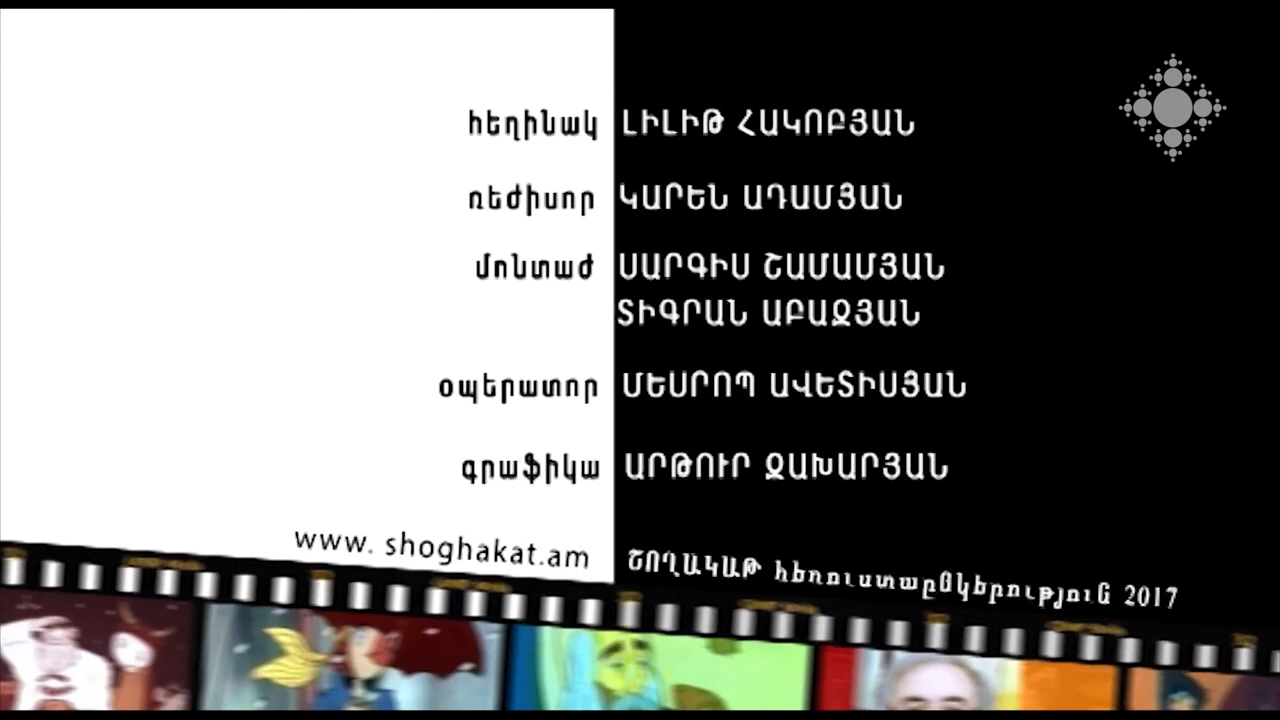 հեղինակ ԼԻԼԻԹ ՀԱԿՈԲՅԱՆ
ռեժիսոր ԿԱՐԵՆ ԱԴԱՄՅԱՆ
մոնտաժ ՍԱՐԳԻՍ ՇԱՄԱՄՅԱՆ
ՏԻԳՐԱՆ ԱԲԱՋՅԱՆ
օպերատոր ՄԵՍՐՈՊ ԱՎԵՏԻՍՅԱՆ
գրաֆիկա ԱՐԹՈՒՐ ՋԱԽԱՐՅԱՆ
www. shoghakat.am
ՇՈՂԱԿԱԹ հեռուստաընկերություն 2017